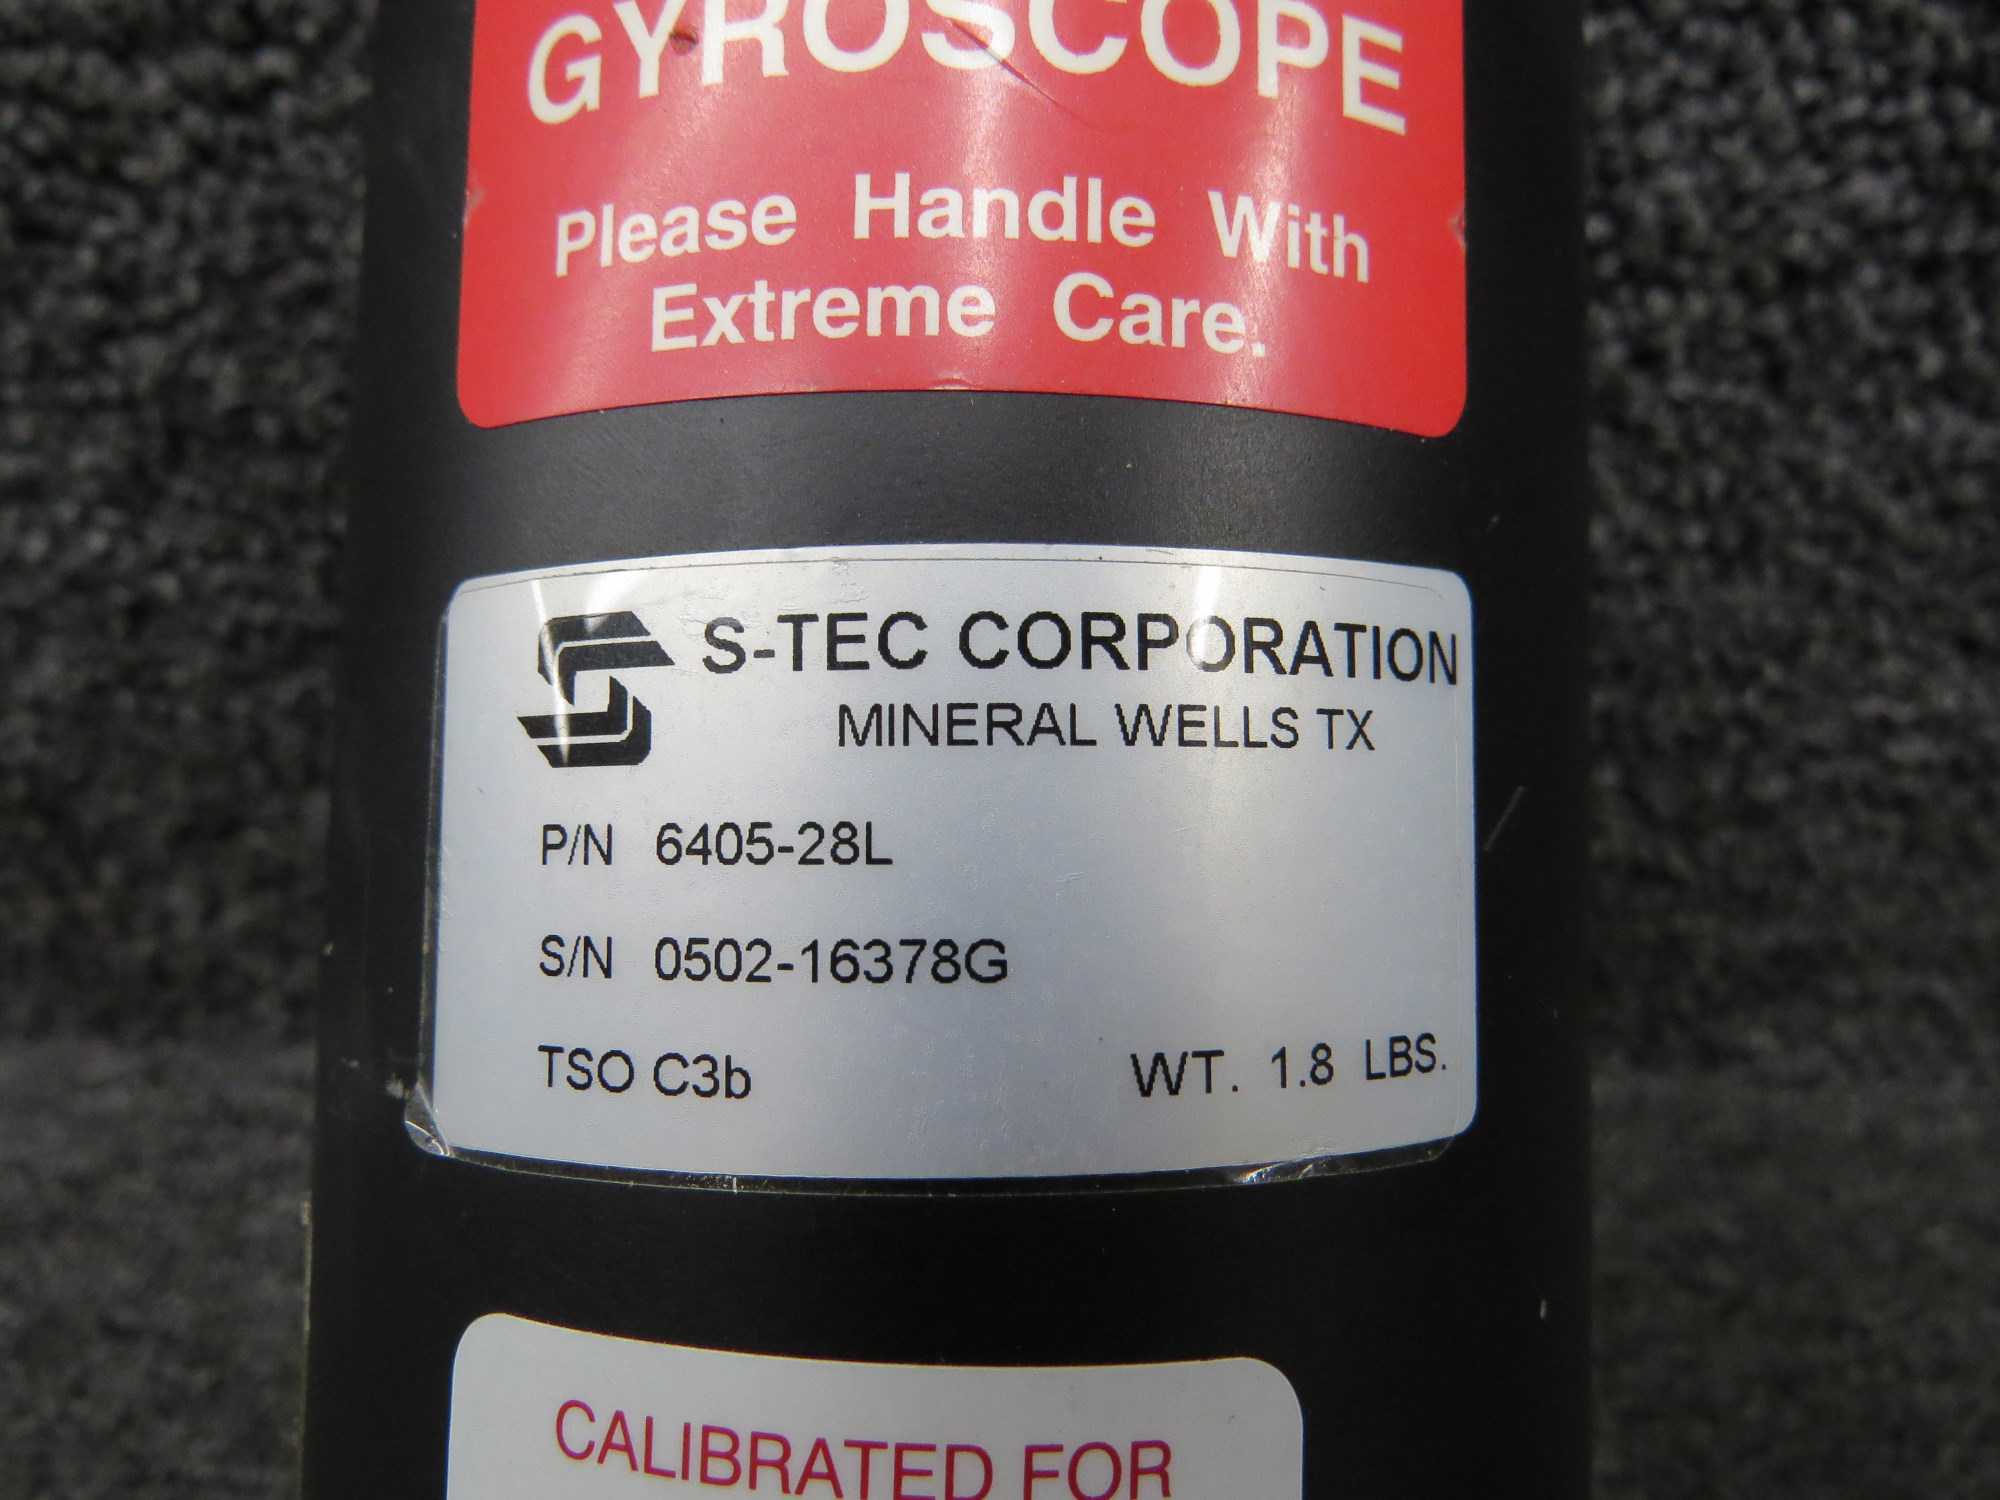 GYROSCOPE
Please Handle With
Extreme Care.
S-TEC CORPORATION
MINERAL WELLS TX
P/N 6405-28L
S/N 0502-16378G
TSO C3b WT. 1.8 LBS.
CALIBRATED FOR